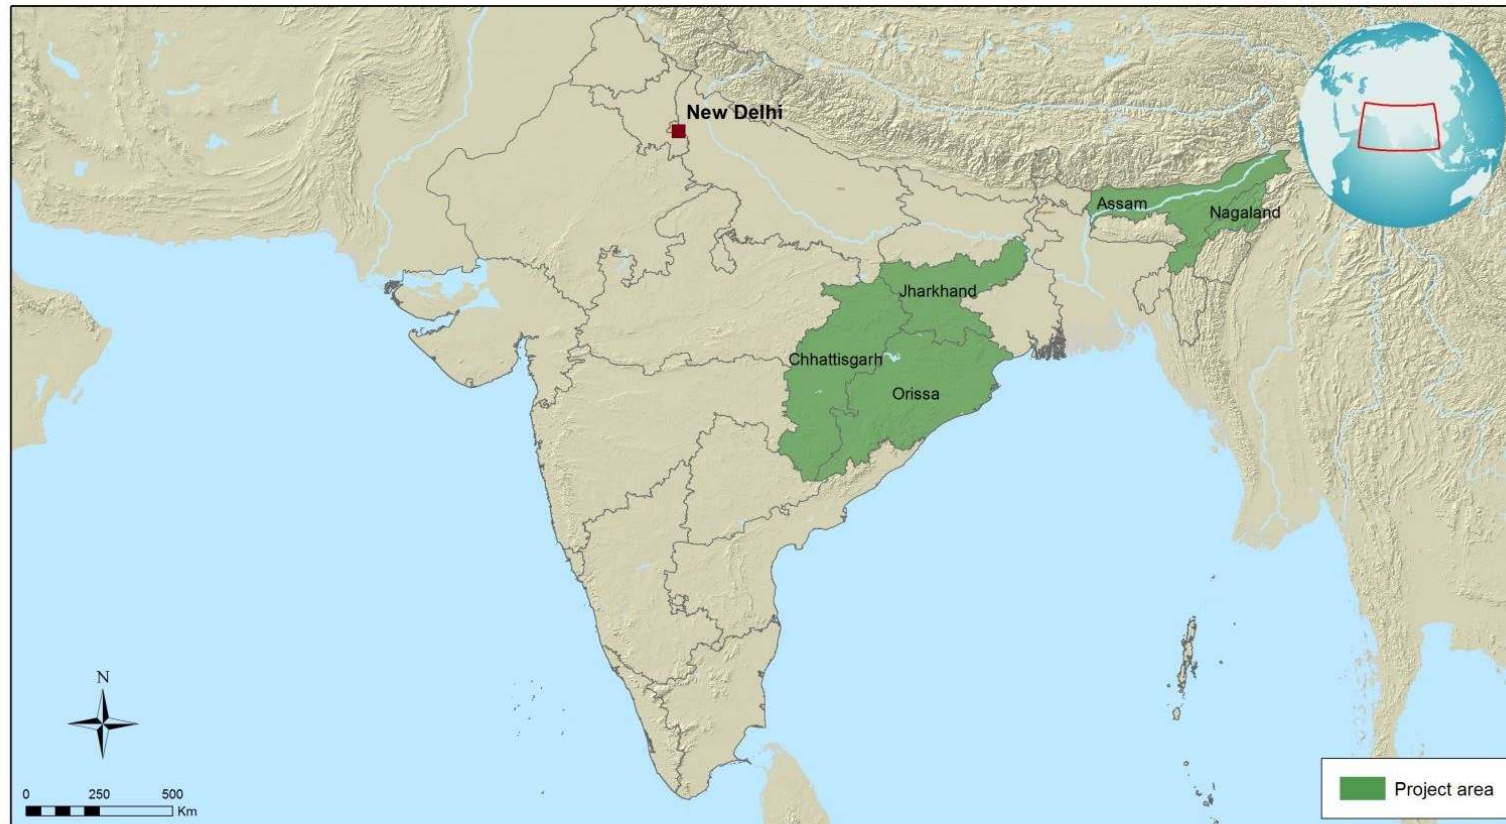 New Delhi
Assam
Nagaland
Jharkhand
Chhattisgarh
Orissa
N
0 250 500
Km
Project area